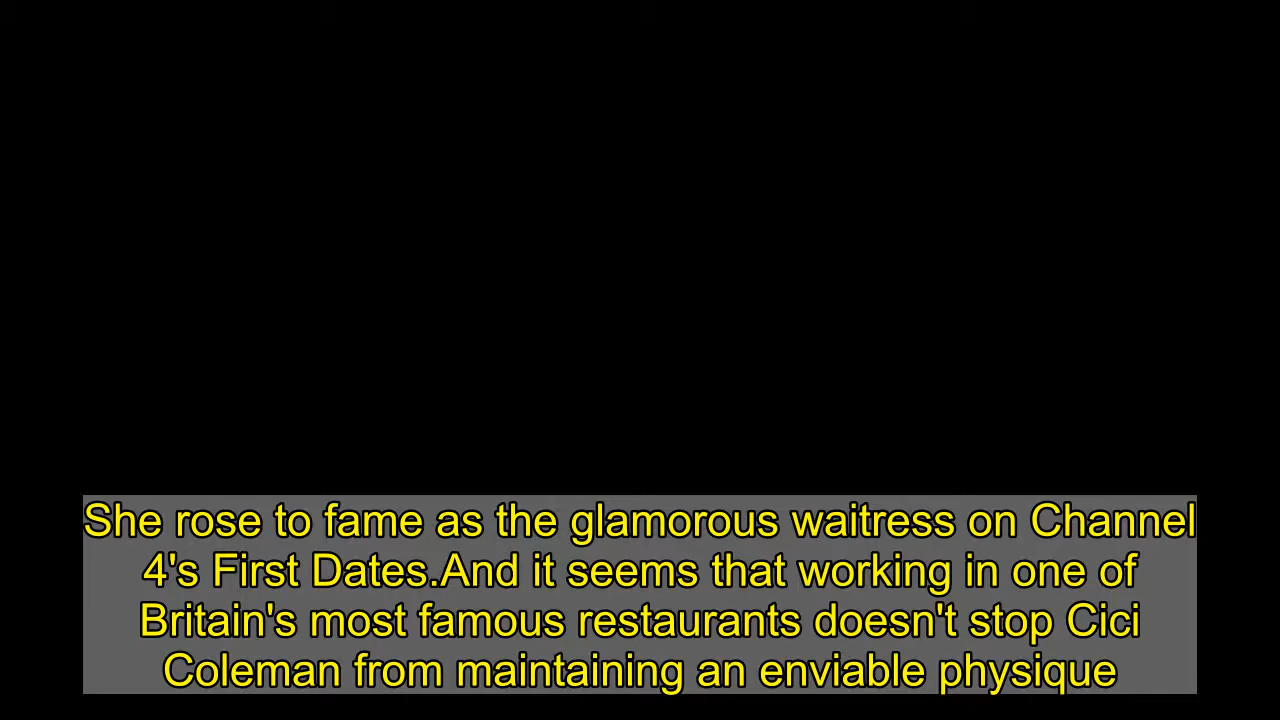 She rose to fame as the glamorous waitress on Channel
4's First Dates.And it seems that working in one of
Britain's most famous restaurants doesn't stop Cici
Coleman from maintaining an enviable physique